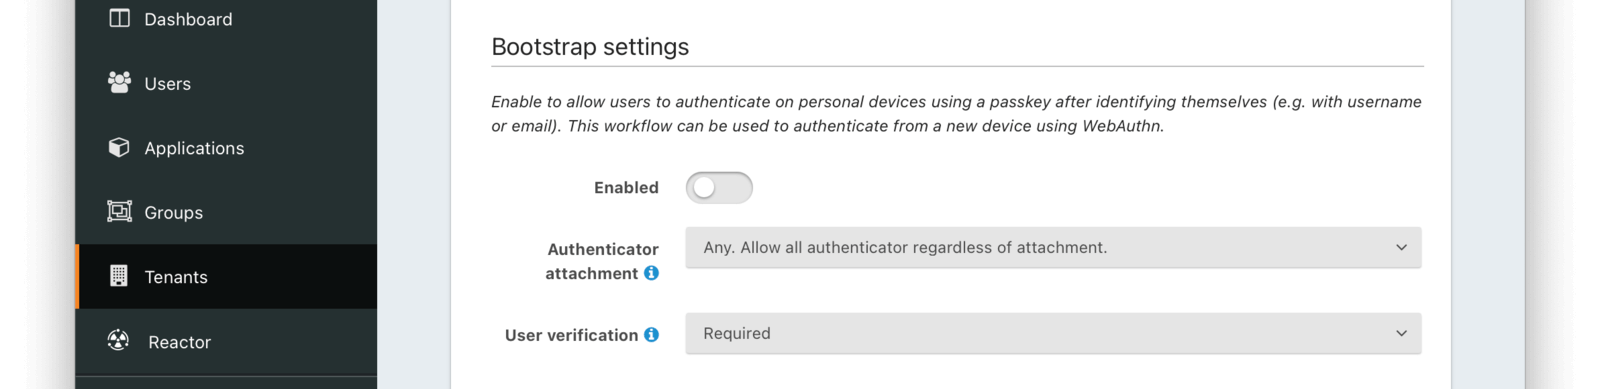 Dashboard
Users
Applications
Groups
Tenants
Reactor
Bootstrap settings
Enable to allow users to authenticate on personal devices using a passkey after identifying themselves (e.g. with username
or email). This workflow can be used to authenticate from a new device using WebAuthn.
Enabled
Authenticator
attachment
Any. Allow all authenticator regardless of attachment.
User verification
Required